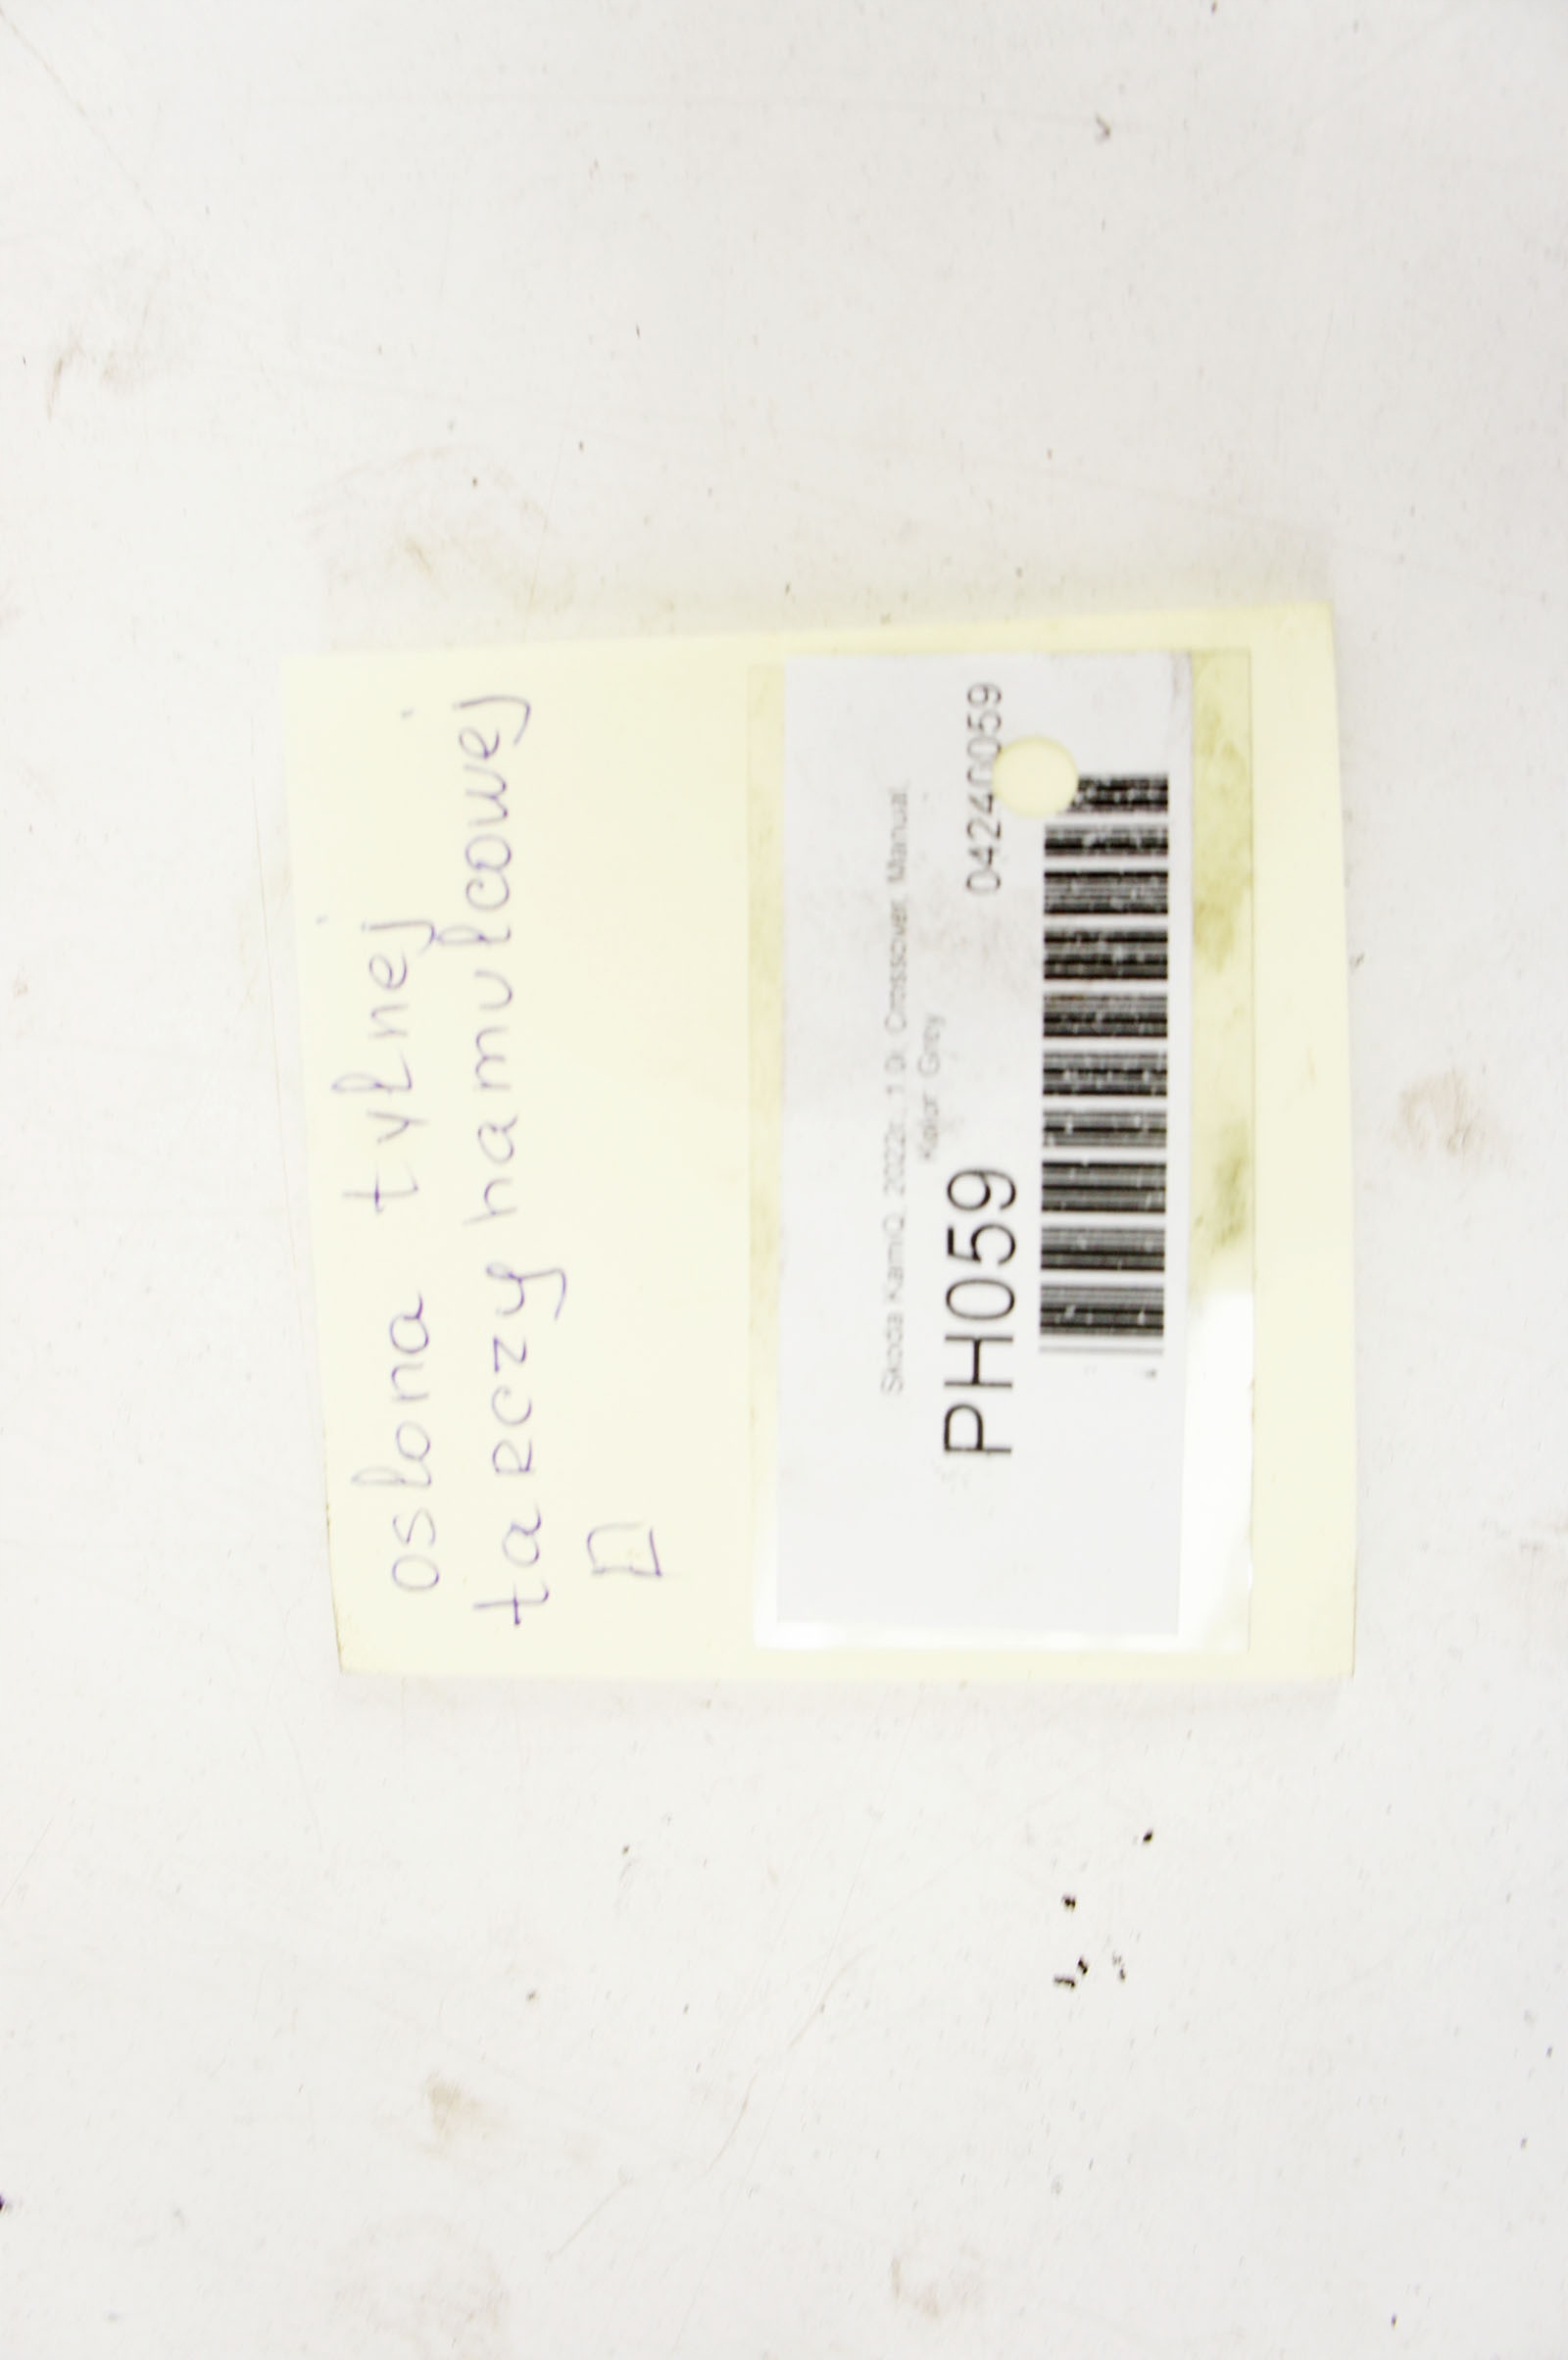 osłona tylnej
taRczy hamulcowej
Skoda KamiQ, 2022r., 1.0i, Crossover, Manual,
Kolor: Grey
PH059
04240059